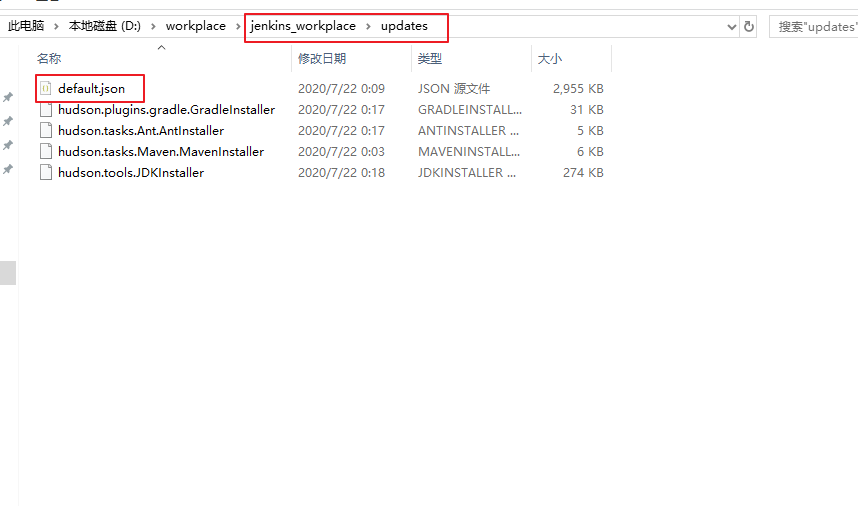 此电脑 > 本地磁盘 (D:) > workplace > jenkins_workplace > updates 搜索"updates"
名称 修改日期 类型 大小
default.json 2020/7/22 0:09 JSON 源文件 2,955 KB
hudson.plugins.gradle.GradleInstaller 2020/7/22 0:17 GRADLEINSTALL... 31 KB
hudson.tasks.Ant.AntInstaller 2020/7/22 0:17 ANTINSTALLER ... 5 KB
hudson.tasks.Maven.MavenInstaller 2020/7/22 0:03 MAVENINSTALL... 6 KB
hudson.tools.JDKInstaller 2020/7/22 0:18 JDKINSTALLER ... 274 KB